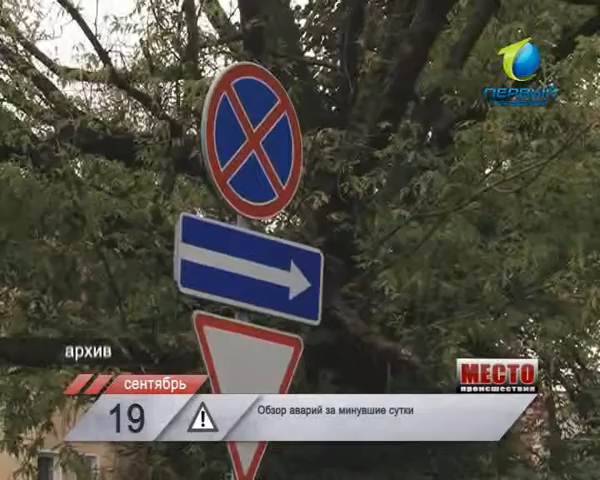 ПЕРВЫЙ
архив
МЕСТО
происшествия
сентябрь
19
Обзор аварий за минувшие сутки